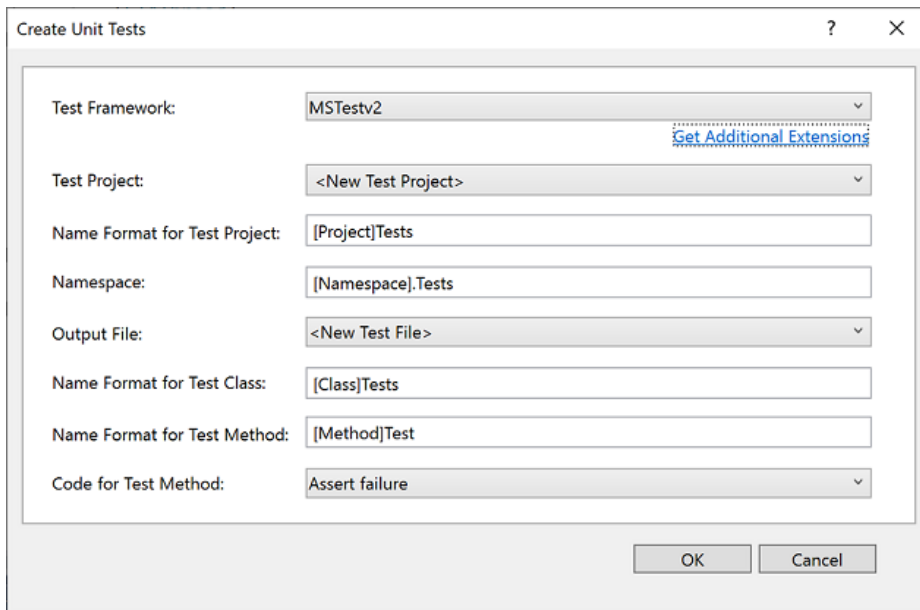 Create Unit Tests ?
Test Framework: MSTestv2
Get Additional Extensions
Test Project: <New Test Project>
Name Format for Test Project: [Project]Tests
Namespace: [Namespace].Tests
Output File: <New Test File>
Name Format for Test Class: [Class]Tests
Name Format for Test Method: [Method]Test
Code for Test Method: Assert failure
OK Cancel